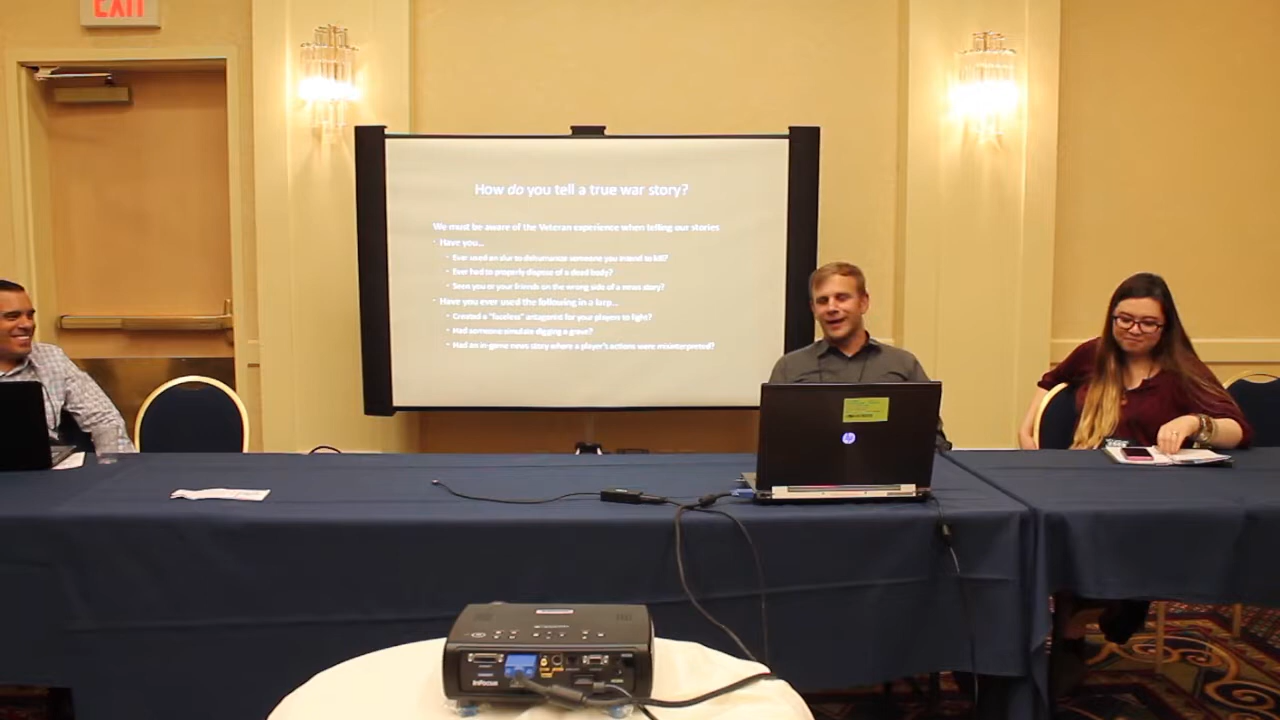 EXIT
How do you tell a true war story?
We must be aware of the Veteran experience when telling our stories
• Have you...
• Ever used an slur to dehumanize someone you intend to kill?
• Ever had to properly dispose of a dead body?
• Seen you or your friends on the wrong side of a news story?
• Have you ever used the following in a larp...
• Created a "faceless" antagonist for your players to fight?
• Had someone simulate digging a grave?
• Had an in-game news story where a player's actions were misinterpreted?
hp
InFocus